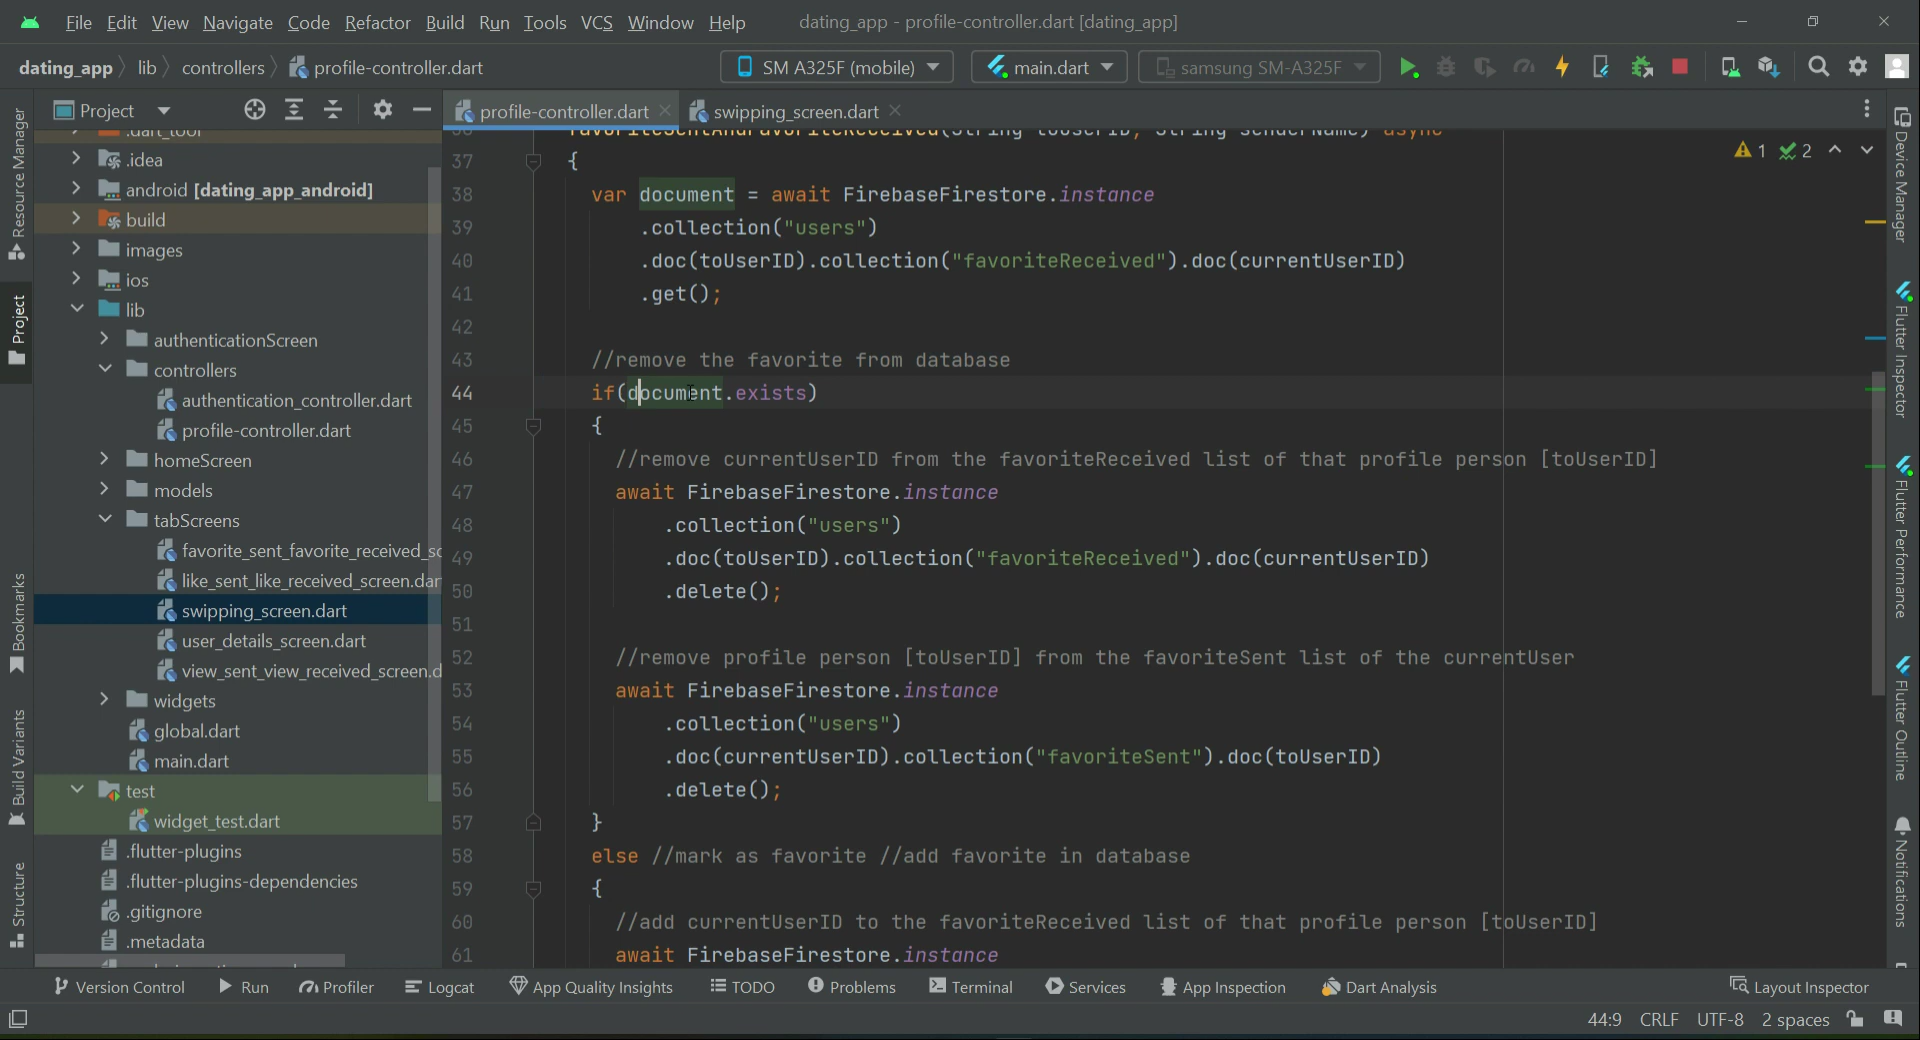 File Edit View Navigate Code Refactor Build Run Tools VCS Window Help dating_app - profile-controller.dart [dating_app]
dating_app lib controllers profile-controller.dart SM A325F (mobile) main.dart samsung SM-A325F
Project profile-controller.dart swipping_screen.dart
Resource Manager
Project
Bookmarks
Build Variants
Structure
.dart_tool
.idea
android [dating_app_android]
build
images
ios
lib
authenticationScreen
controllers
authentication_controller.dart
profile-controller.dart
homeScreen
models
tabScreens
favorite_sent_favorite_received_sc
like_sent_like_received_screen.dar
swipping_screen.dart
user_details_screen.dart
view_sent_view_received_screen.d
widgets
global.dart
main.dart
test
widget_test.dart
.flutter-plugins
.flutter-plugins-dependencies
.gitignore
.metadata
36 favoriteSentAndFavoriteReceived(String toUserID, String senderName) async
1 2
37 {
38 var document = await FirebaseFirestore.instance
39 .collection("users")
40 .doc(toUserID).collection("favoriteReceived").doc(currentUserID)
41 .get();
42
43 //remove the favorite from database
44 if(document.exists)
45 {
46 //remove currentUserID from the favoriteReceived list of that profile person [toUserID]
47 await FirebaseFirestore.instance
48 .collection("users")
49 .doc(toUserID).collection("favoriteReceived").doc(currentUserID)
50 .delete();
51
52 //remove profile person [toUserID] from the favoriteSent list of the currentUser
53 await FirebaseFirestore.instance
54 .collection("users")
55 .doc(currentUserID).collection("favoriteSent").doc(toUserID)
56 .delete();
57 }
58 else //mark as favorite //add favorite in database
59 {
60 //add currentUserID to the favoriteReceived list of that profile person [toUserID]
61 await FirebaseFirestore.instance
Device Manager
Flutter Inspector
Flutter Performance
Flutter Outline
Notifications
Version Control Run Profiler Logcat App Quality Insights TODO Problems Terminal Services App Inspection Dart Analysis Layout Inspector
44:9 CRLF UTF-8 2 spaces